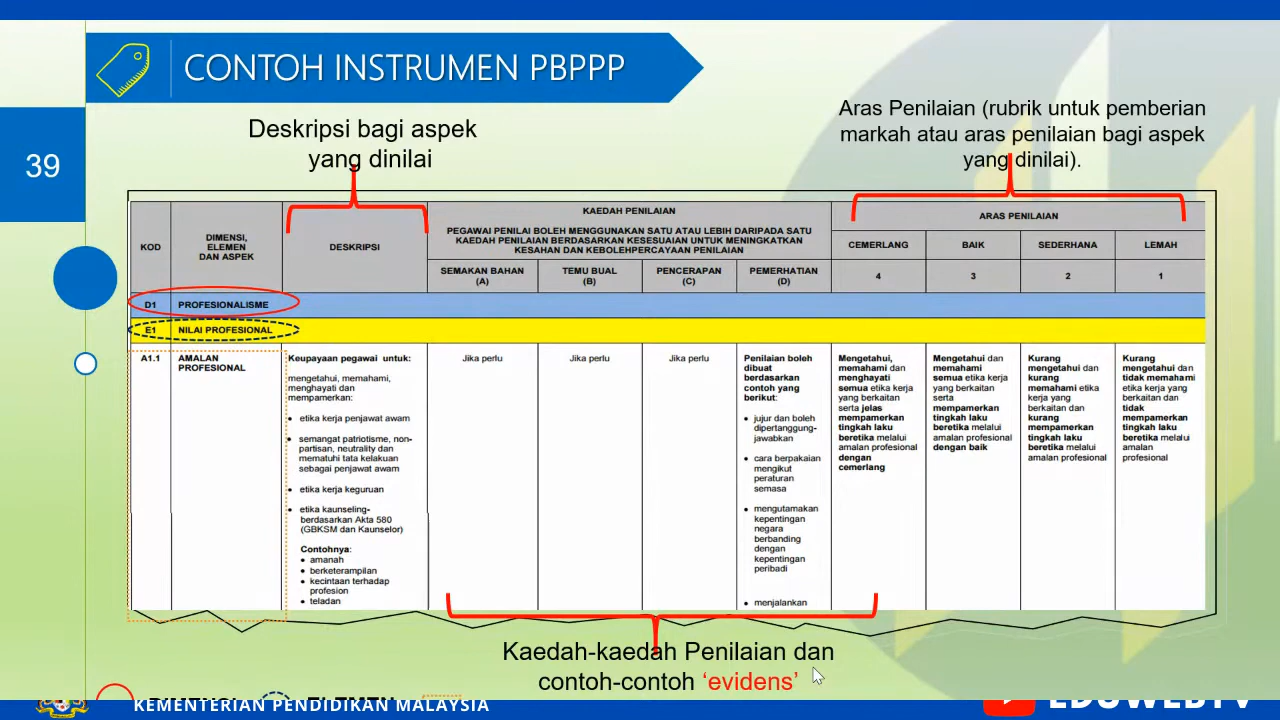 CONTOH INSTRUMEN PBPPP
39
Deskripsi bagi aspek
yang dinilai
Aras Penilaian (rubrik untuk pemberian
markah atau aras penilaian bagi aspek
yang dinilai).
KOD
DIMENSI,
ELEMEN
DAN ASPEK
DESKRIPSI
KAEDAH PENILAIAN
PEGAWAI PENILAI BOLEH MENGGUNAKAN SATU ATAU LEBIH DARIPADA SATU
KAEDAH PENILAIAN BERDASARKAN KESESUAIAN UNTUK MENINGKATKAN
KESAHAN DAN KEBOLEHPERCAYAAN PENILAIAN
SEMAKAN BAHAN
(A)
TEMU BUAL
(B)
PENCERAPAN
(C)
PEMERHATIAN
(D)
ARAS PENILAIAN
CEMERLANG
BAIK
SEDERHANA
LEMAH
4
3
2
1
D1
PROFESIONALISME
E1
NILAI PROFESIONAL
A1.1
AMALAN
PROFESIONAL
Keupayaan pegawai untuk:
mengetahui, memahami,
menghayati dan
mempamerkan:
• etika kerja penjawat awam
• semangat patriotisme, non-
partisan, neutrality dan
mematuhi tata kelakuan
sebagai penjawat awam
• etika kerja keguruan
• etika kaunseling-
berdasarkan Akta 580
(GBKSM dan Kaunselor)
Contohnya:
• amanah
• berketerampilan
• kecintaan terhadap
profesion
• teladan
Jika perlu
Jika perlu
Jika perlu
Penilaian boleh
dibuat
berdasarkan
contoh yang
berikut:
• jujur dan boleh
dipertanggung-
jawabkan
• cara berpakaian
mengikut
peraturan
semasa
• mengutamakan
kepentingan
negara
berbanding
dengan
kepentingan
peribadi
• menjalankan
Mengetahui,
memahami dan
menghayati
semua etika kerja
yang berkaitan
serta jelas
mempamerkan
tingkah laku
beretika melalui
amalan profesional
dengan
cemerlang
Mengetahui dan
memahami
semua etika kerja
yang berkaitan
serta
mempamerkan
tingkah laku
beretika melalui
amalan profesional
dengan baik
Kurang
mengetahui dan
kurang
memahami etika
kerja yang
berkaitan dan
kurang
mempamerkan
tingkah laku
beretika melalui
amalan profesional
Kurang
mengetahui dan
tidak memahami
etika kerja yang
berkaitan dan
tidak
mempamerkan
tingkah laku
beretika melalui
amalan
profesional
Kaedah-kaedah Penilaian dan
contoh-contoh ‘evidens’
KEMENTERIAN PENDIDIKAN MALAYSIA
EDUWEBTV